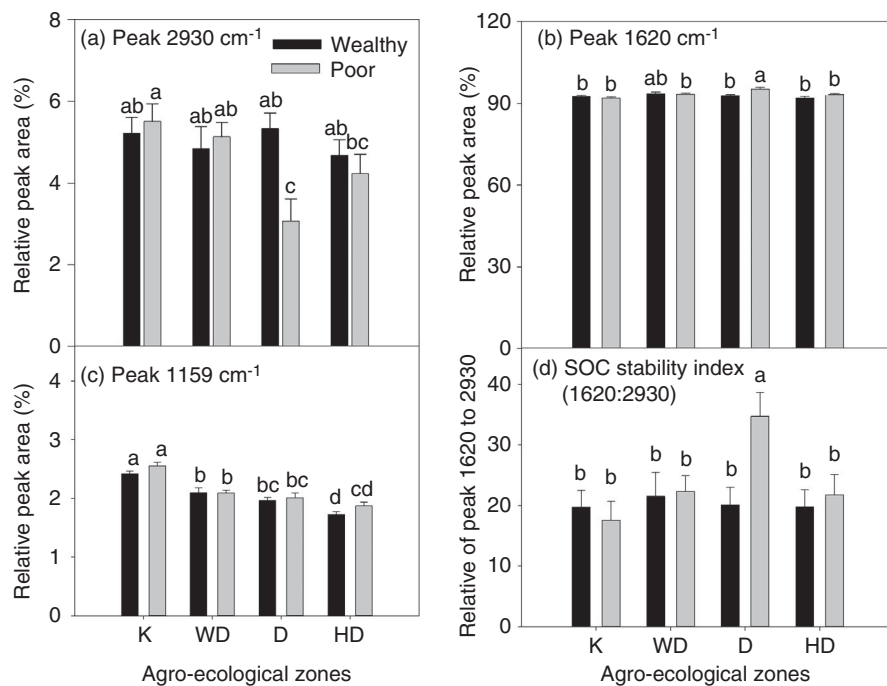 (a) Peak 2930 cm-1
Wealthy
Poor
Relative peak area (%)
8
6
4
2
0
ab a ab ab ab c ab bc
(b) Peak 1620 cm-1
Relative peak area (%)
120
90
60
30
0
b b ab b b a b b
(c) Peak 1159 cm-1
Relative peak area (%)
4
3
2
1
0
a a b b bc bc d cd
K WD D HD
Agro-ecological zones
(d) SOC stability index
(1620:2930)
Relative of peak 1620 to 2930
40
30
20
10
0
b b b b b a b b
K WD D HD
Agro-ecological zones